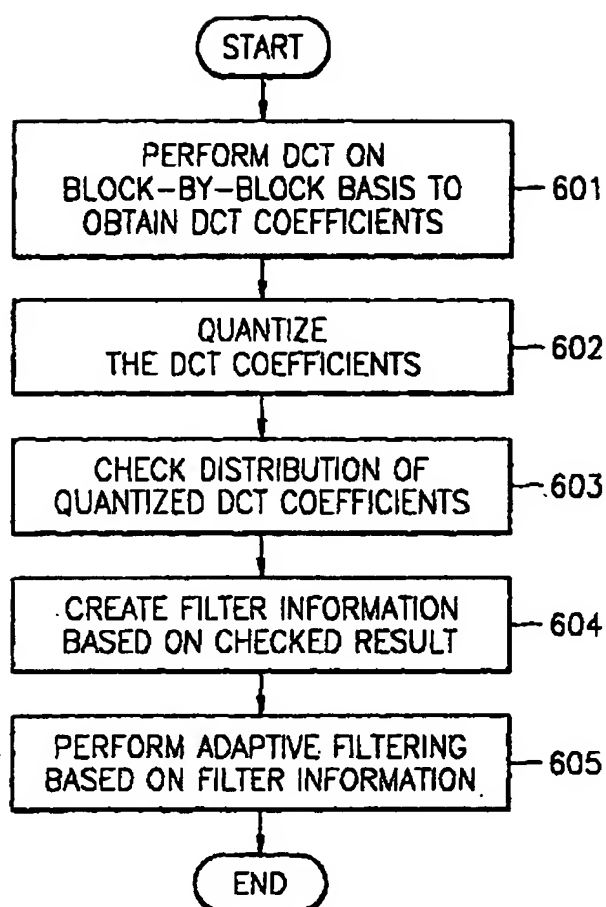 START
PERFORM DCT ON
BLOCK-BY-BLOCK BASIS TO
OBTAIN DCT COEFFICIENTS
601
QUANTIZE
THE DCT COEFFICIENTS
602
CHECK DISTRIBUTION OF
QUANTIZED DCT COEFFICIENTS
603
CREATE FILTER INFORMATION
BASED ON CHECKED RESULT
604
PERFORM ADAPTIVE FILTERING
BASED ON FILTER INFORMATION
605
END